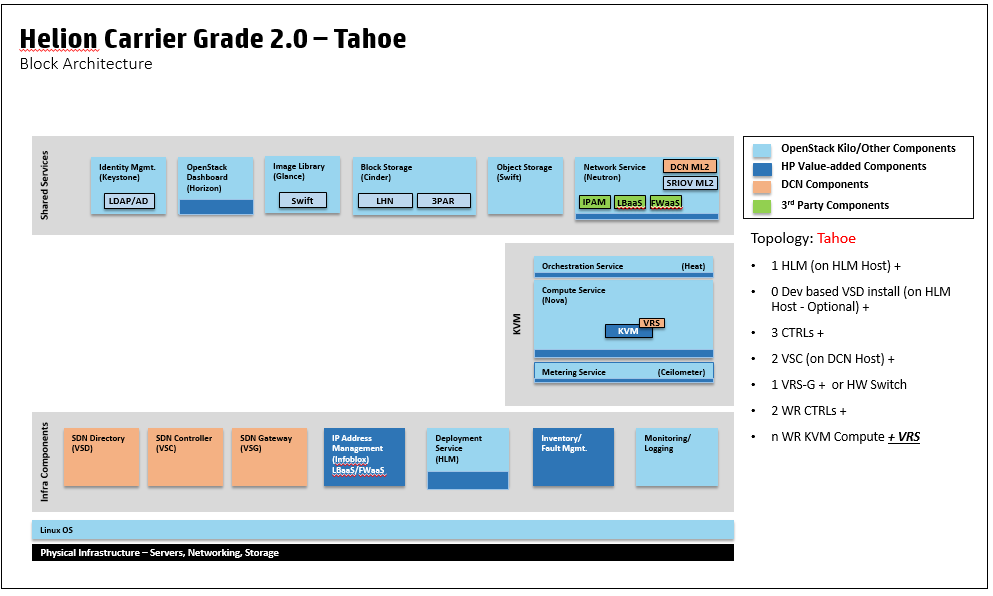 Helion Carrier Grade 2.0 – Tahoe
Block Architecture
Shared Services
Identity Mgmt.
(Keystone)
LDAP/AD
OpenStack
Dashboard
(Horizon)
Image Library
(Glance)
Swift
Block Storage
(Cinder)
LHN
3PAR
Object Storage
(Swift)
Network Service
(Neutron)
DCN ML2
SRIOV ML2
IPAM
LBaaS
FWaaS
OpenStack Kilo/Other Components
HP Value-added Components
DCN Components
3rd Party Components
Topology: Tahoe
• 1 HLM (on HLM Host) +
• 0 Dev based VSD install (on HLM
Host - Optional) +
• 3 CTRLs +
• 2 VSC (on DCN Host) +
• 1 VRS-G + or HW Switch
• 2 WR CTRLs +
• n WR KVM Compute + VRS
KVM
Orchestration Service (Heat)
Compute Service
(Nova)
VRS
KVM
Metering Service (Ceilometer)
Infra Components
SDN Directory
(VSD)
SDN Controller
(VSC)
SDN Gateway
(VSG)
IP Address
Management
(Infoblox)
LBaaS/FWaaS
Deployment
Service
(HLM)
Inventory/
Fault Mgmt.
Monitoring/
Logging
Linux OS
Physical Infrastructure – Servers, Networking, Storage